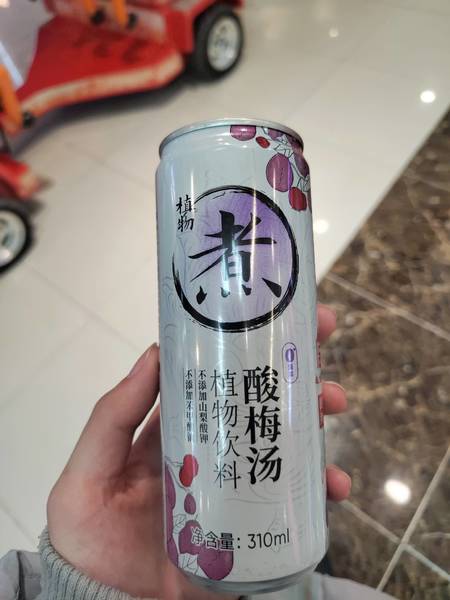 植物
煮
酸梅汤
植物饮料
不添加山梨酸钾
不添加苯甲酸钠
净含量: 310ml